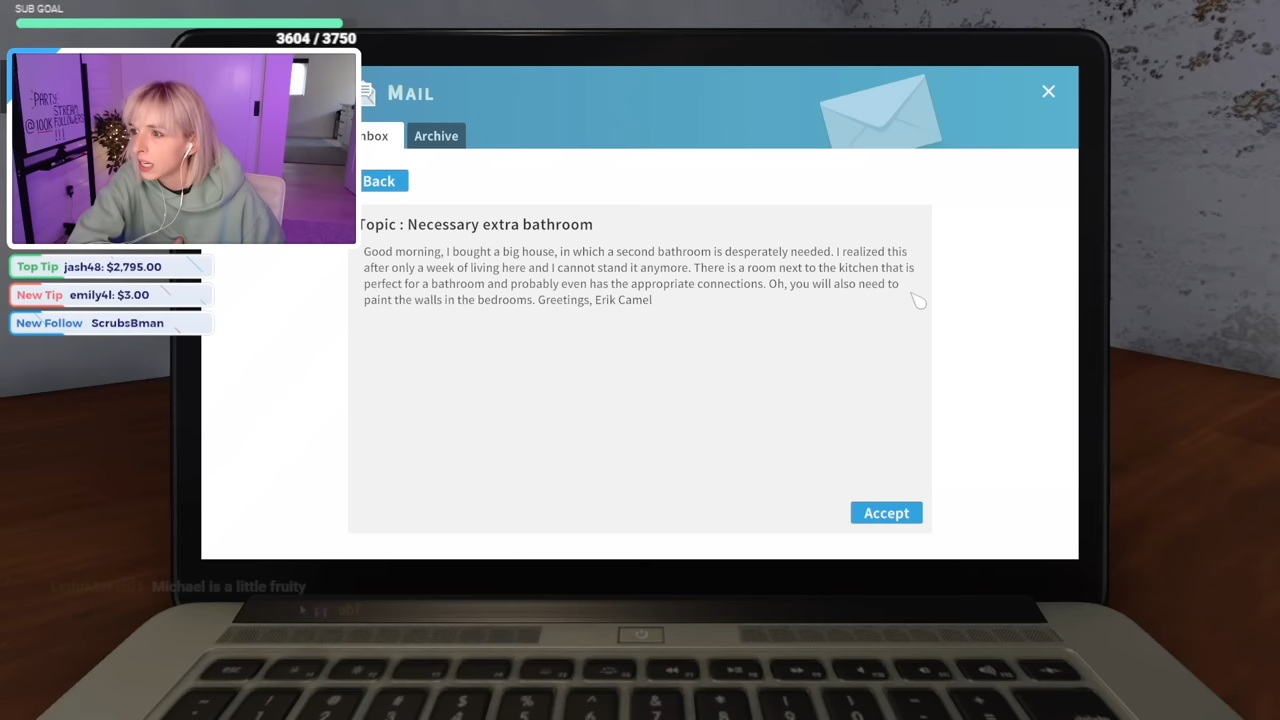 SUB GOAL
3604 / 3750
PARTY
STREAM
@ 100K FOLLOWERS
!!!
MAIL
nbox
Archive
Back
Topic : Necessary extra bathroom
Good morning, I bought a big house, in which a second bathroom is desperately needed. I realized this
after only a week of living here and I cannot stand it anymore. There is a room next to the kitchen that is
perfect for a bathroom and probably even has the appropriate connections. Oh, you will also need to
paint the walls in the bedrooms. Greetings, Erik Camel
Accept
Top Tip jash48: $2,795.00
New Tip emily4l: $3.00
New Follow ScrubsBman
Michael is a little fruity